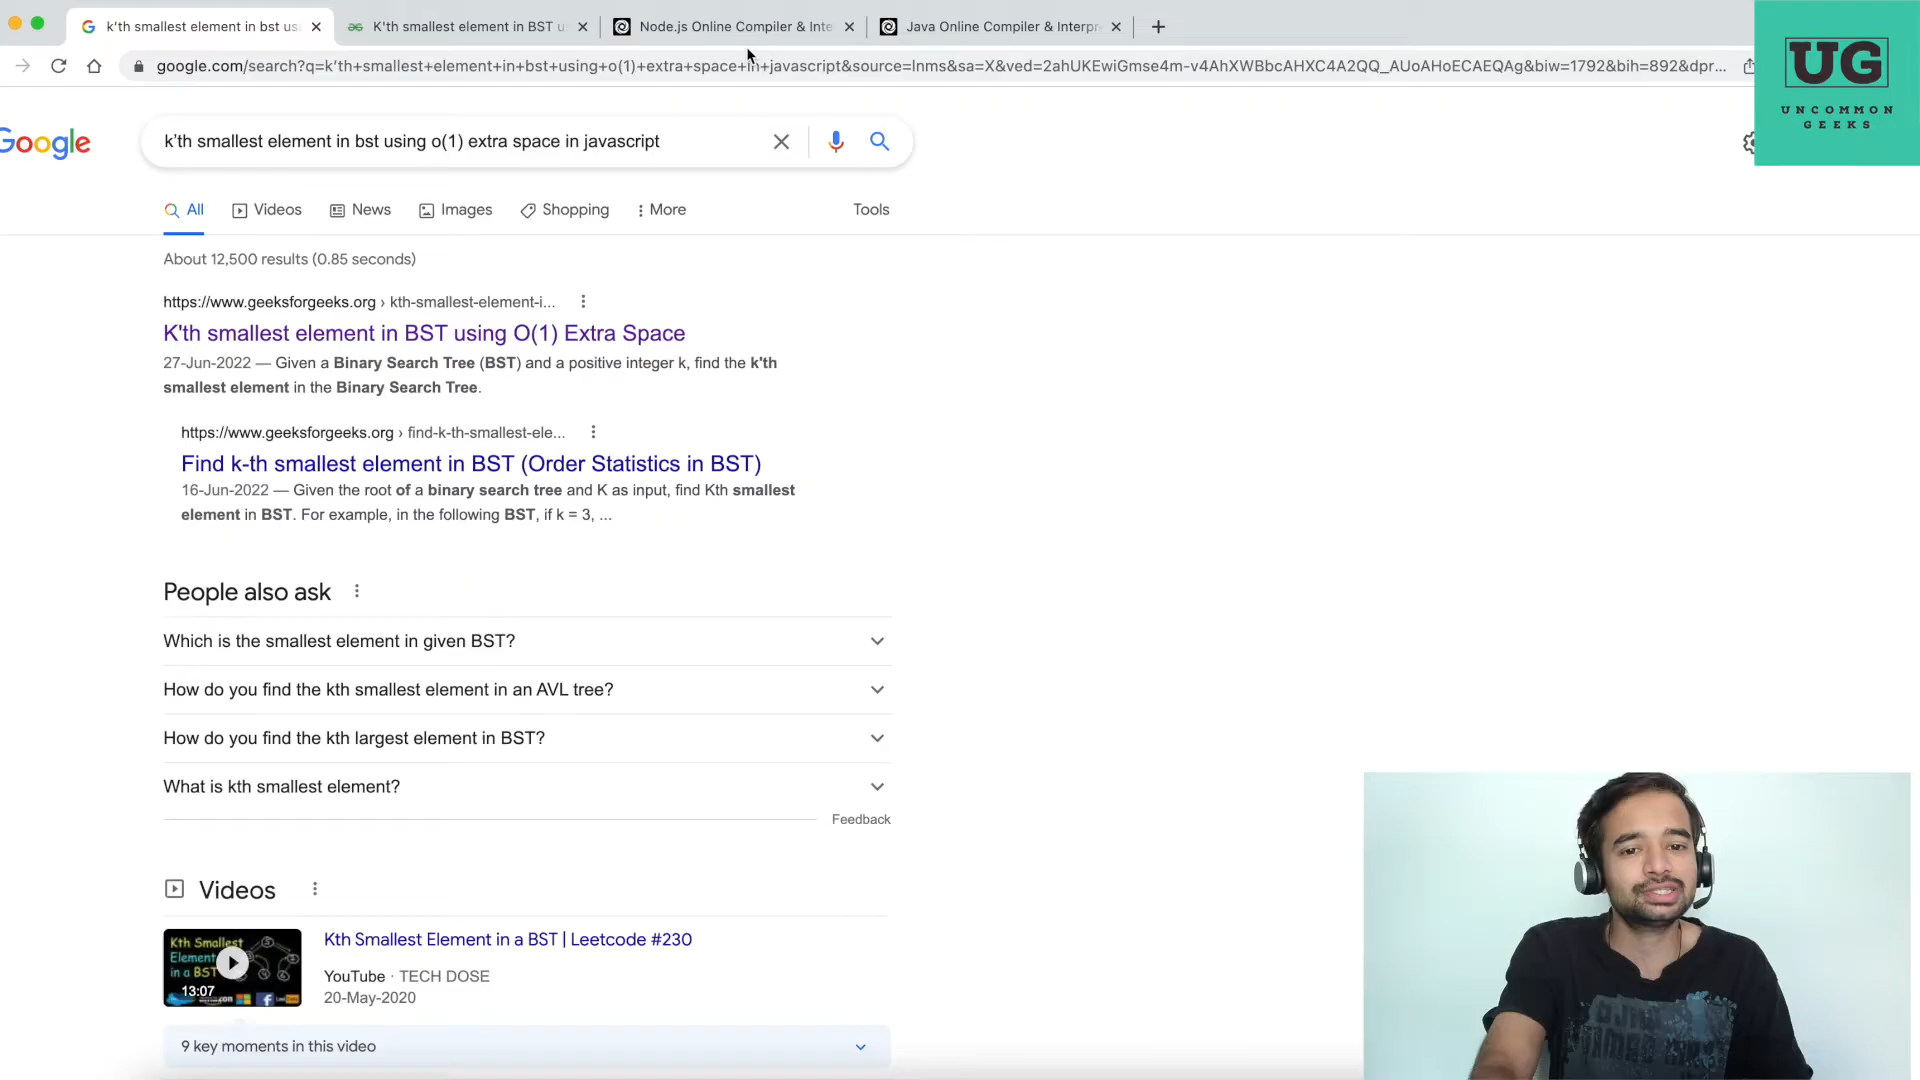 k'th smallest element in bst us
K'th smallest element in BST u
Node.js Online Compiler & Inte
Java Online Compiler & Interpr
google.com/search?q=k'th+smallest+element+in+bst+using+o(1)+extra+space+in+javascript&source=lnms&sa=X&ved=2ahUKEwiGmse4m-v4AhXWBbcAHXC4A2QQ_AUoAHoECAEQAg&biw=1792&bih=892&dpr...
UG
UNCOMMON
GEEKS
Google
k'th smallest element in bst using o(1) extra space in javascript
All
Videos
News
Images
Shopping
More
Tools
About 12,500 results (0.85 seconds)
https://www.geeksforgeeks.org › kth-smallest-element-i...
K'th smallest element in BST using O(1) Extra Space
27-Jun-2022 — Given a Binary Search Tree (BST) and a positive integer k, find the k'th
smallest element in the Binary Search Tree.
https://www.geeksforgeeks.org › find-k-th-smallest-ele...
Find k-th smallest element in BST (Order Statistics in BST)
16-Jun-2022 — Given the root of a binary search tree and K as input, find Kth smallest
element in BST. For example, in the following BST, if k = 3, ...
People also ask
Which is the smallest element in given BST?
How do you find the kth smallest element in an AVL tree?
How do you find the kth largest element in BST?
What is kth smallest element?
Feedback
Videos
Kth Smallest
Element
in a BST
13:07
Kth Smallest Element in a BST | Leetcode #230
YouTube · TECH DOSE
20-May-2020
9 key moments in this video